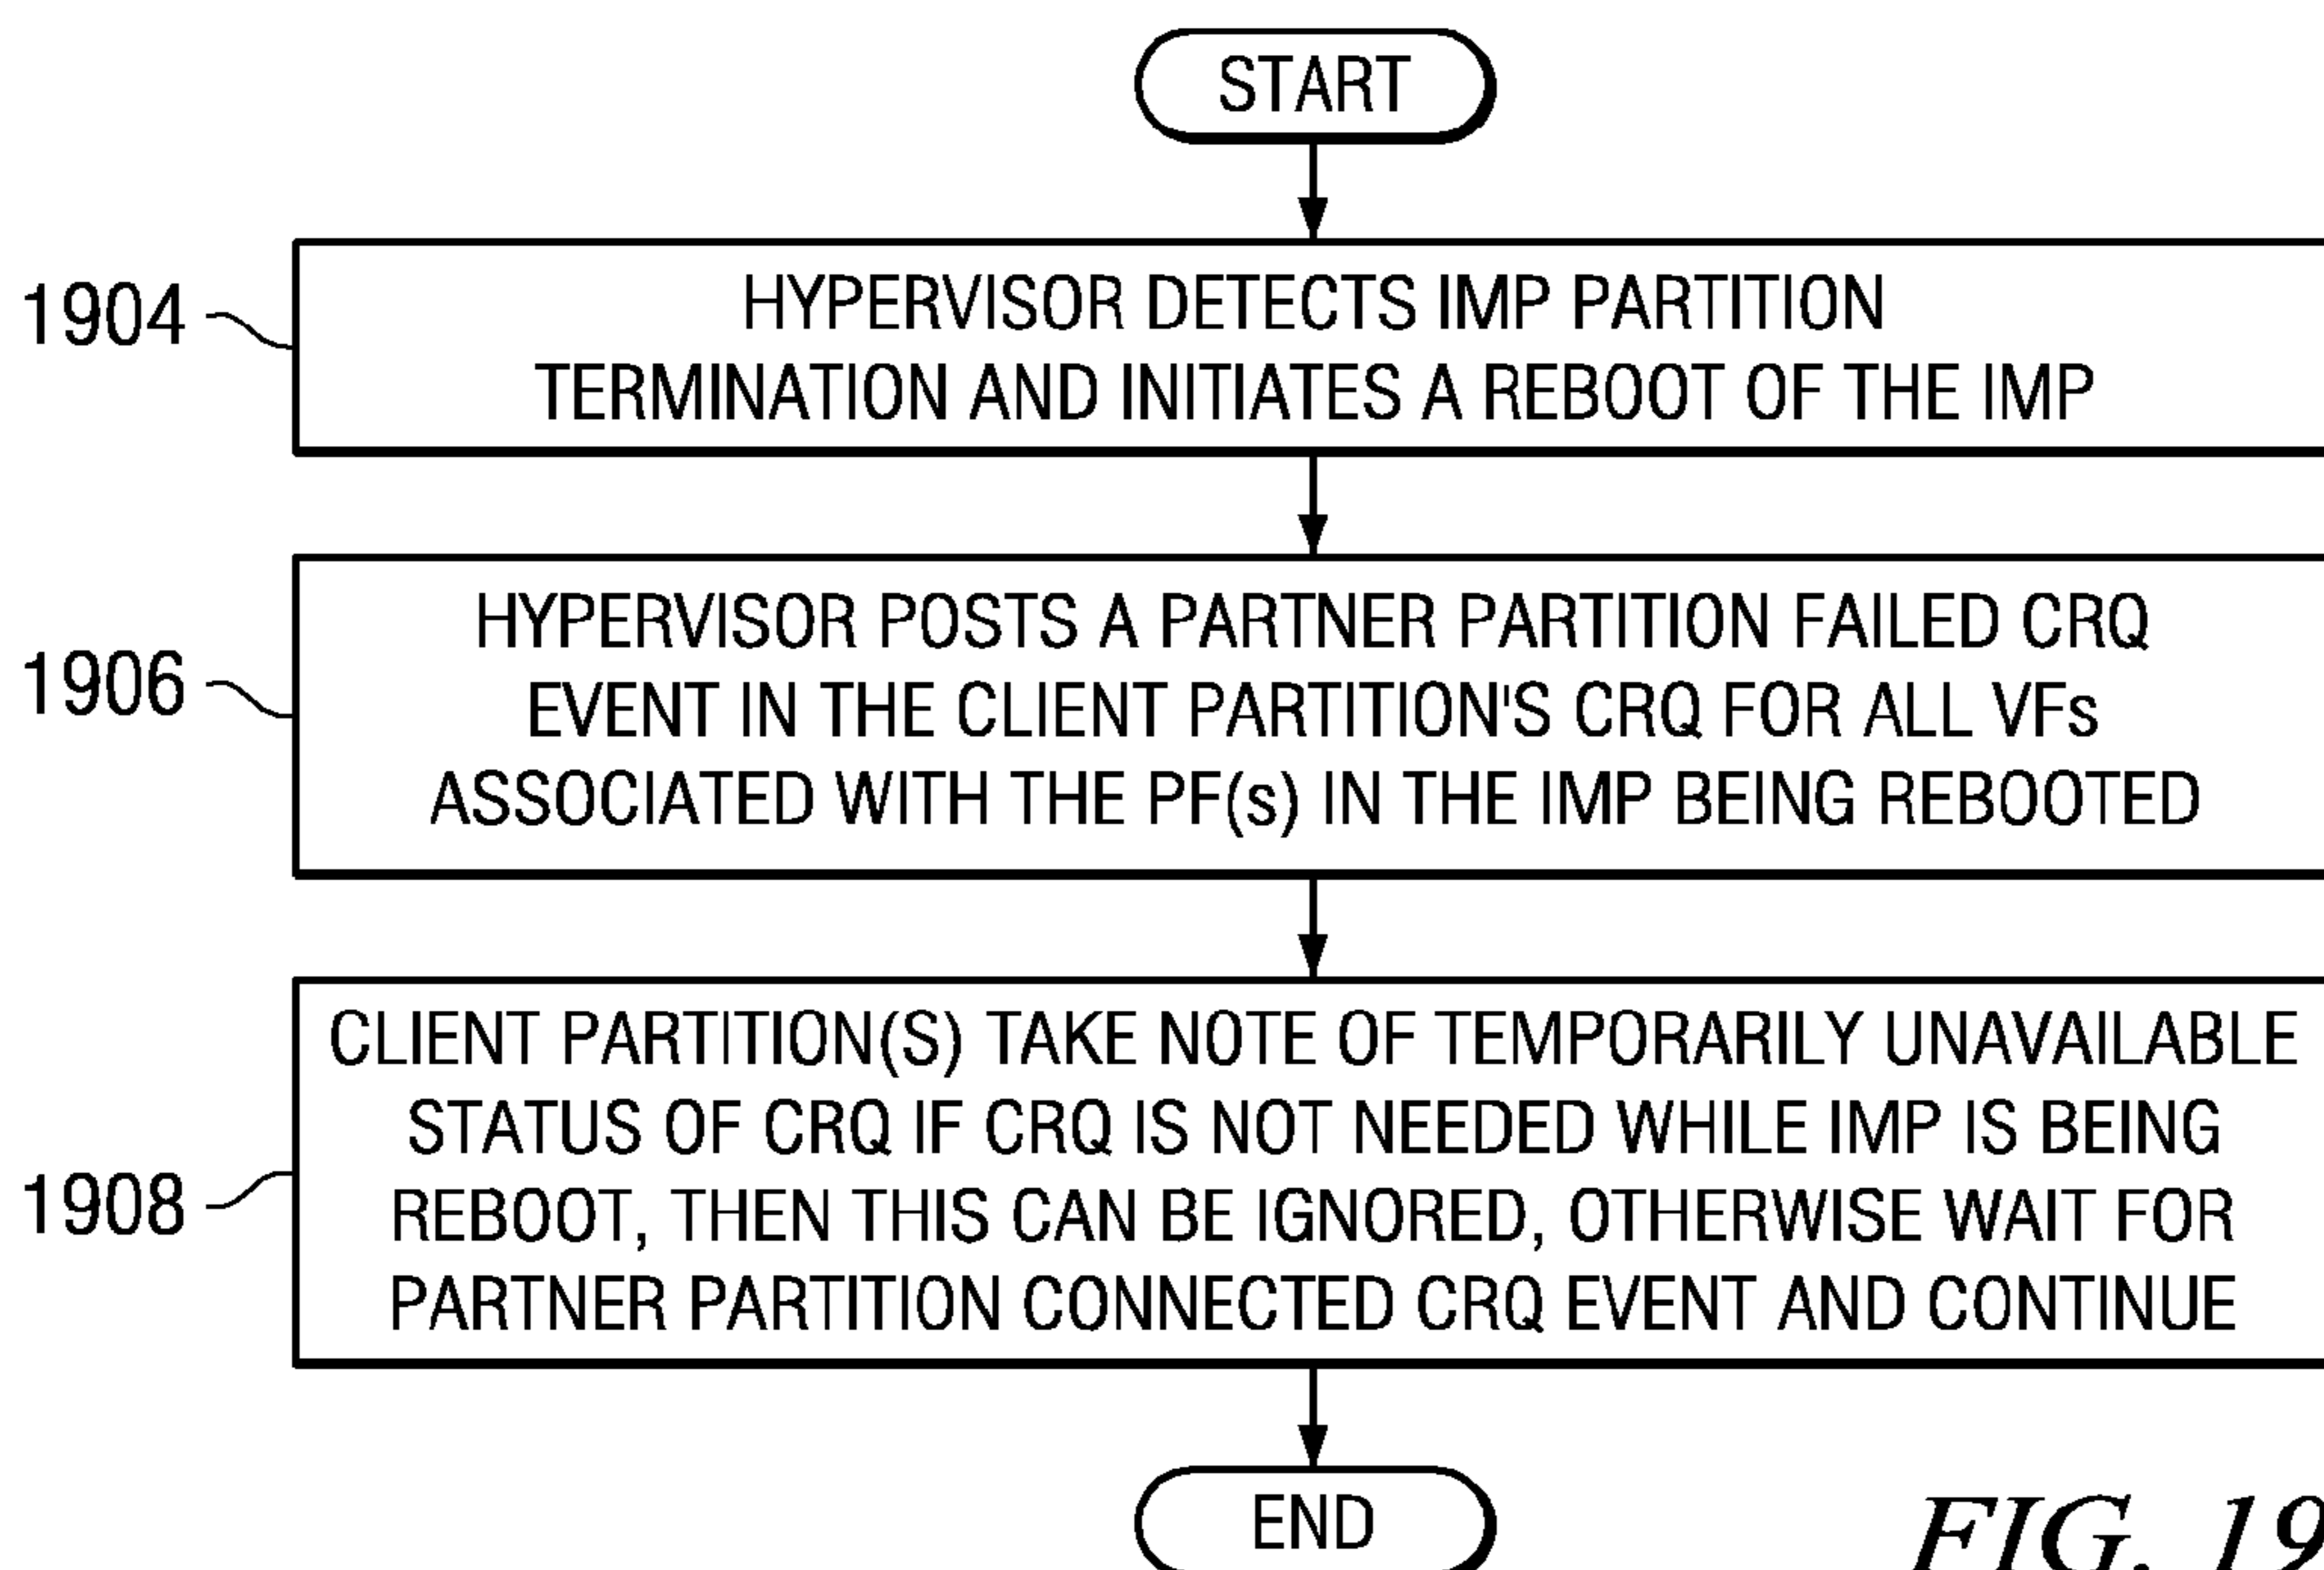 START
1904
HYPERVISOR DETECTS IMP PARTITION
TERMINATION AND INITIATES A REBOOT OF THE IMP
1906
HYPERVISOR POSTS A PARTNER PARTITION FAILED CRQ
EVENT IN THE CLIENT PARTITION'S CRQ FOR ALL VFs
ASSOCIATED WITH THE PF(s) IN THE IMP BEING REBOOTED
1908
CLIENT PARTITION(S) TAKE NOTE OF TEMPORARILY UNAVAILABLE
STATUS OF CRQ IF CRQ IS NOT NEEDED WHILE IMP IS BEING
REBOOT, THEN THIS CAN BE IGNORED, OTHERWISE WAIT FOR
PARTNER PARTITION CONNECTED CRQ EVENT AND CONTINUE
END
FIG. 19